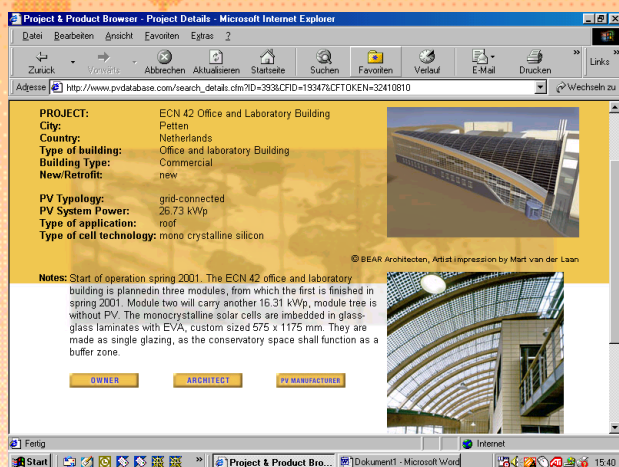 Project & Product Browser - Project Details - Microsoft Internet Explorer
Datei Bearbeiten Ansicht Favoriten Extras ?
Zurück Vorwärts Abbrechen Aktualisieren Startseite Suchen Favoriten Verlauf E-Mail Drucken » Links »
Adresse http://www.pvdatabase.com/search_details.cfm?ID=393&CFID=19347&CFTOKEN=32410810 Wechseln zu
PROJECT: ECN 42 Office and Laboratory Building
City: Petten
Country: Netherlands
Type of building: Office and laboratory Building
Building Type: Commercial
New/Retrofit: new
PV Typology: grid-connected
PV System Power: 26.73 kWp
Type of application: roof
Type of cell technology: mono crystalline silicon
© BEAR Architecten, Artist impression by Mart van der Laan
Notes: Start of operation spring 2001. The ECN 42 office and laboratory
building is plannedin three modules, from which the first is finished in
spring 2001. Module two will carry another 16.31 kWp, module tree is
without PV. The monocrystalline solar cells are imbedded in glass-
glass laminates with EVA, custom sized 575 x 1175 mm. They are
made as single glazing, as the conservatory space shall function as a
buffer zone.
OWNER ARCHITECT PV MANUFACTURER
Fertig Internet
Start » Project & Product Bro... Dokument1 - Microsoft Word 15:40